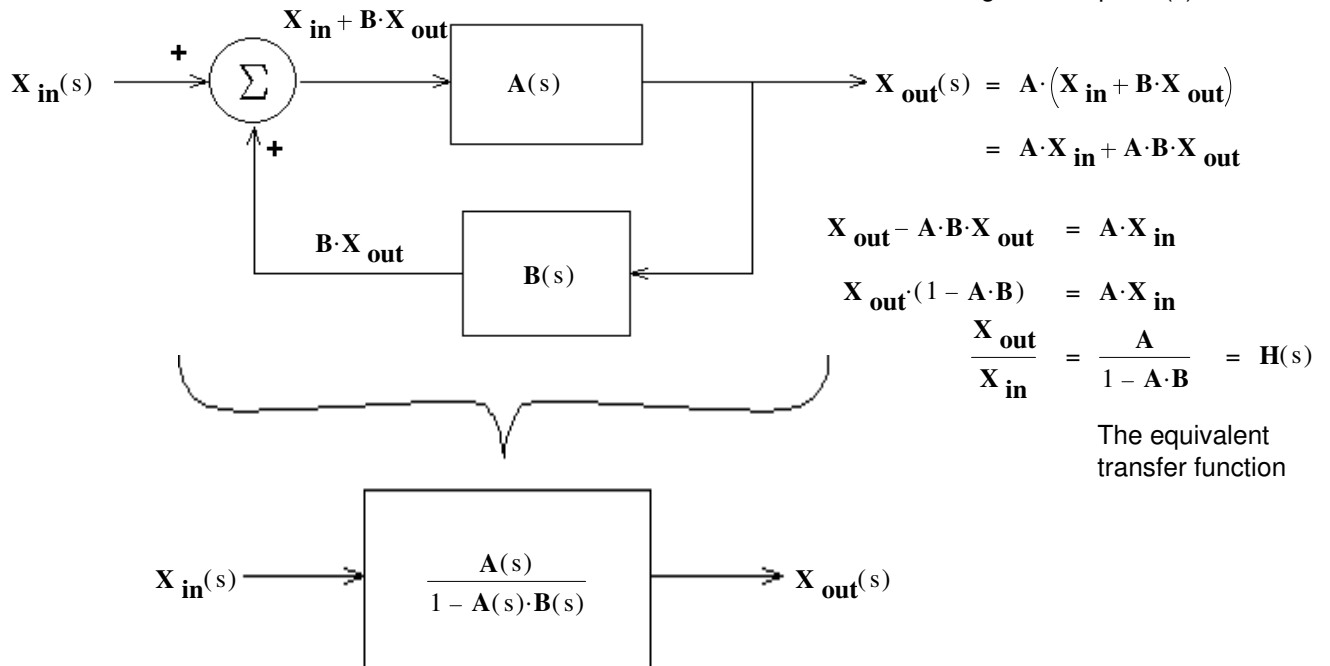 X in + B·X out
+
X in(s)
Σ
A(s)
X out(s) = A·(X in + B·X out)
+
= A·X in + A·B·X out
B·X out
B(s)
X out − A·B·X out = A·X in
X out·(1 − A·B) = A·X in
X out / X in = A / 1 − A·B = H(s)
The equivalent
transfer function
X in(s)
A(s) / 1 − A(s)·B(s)
X out(s)